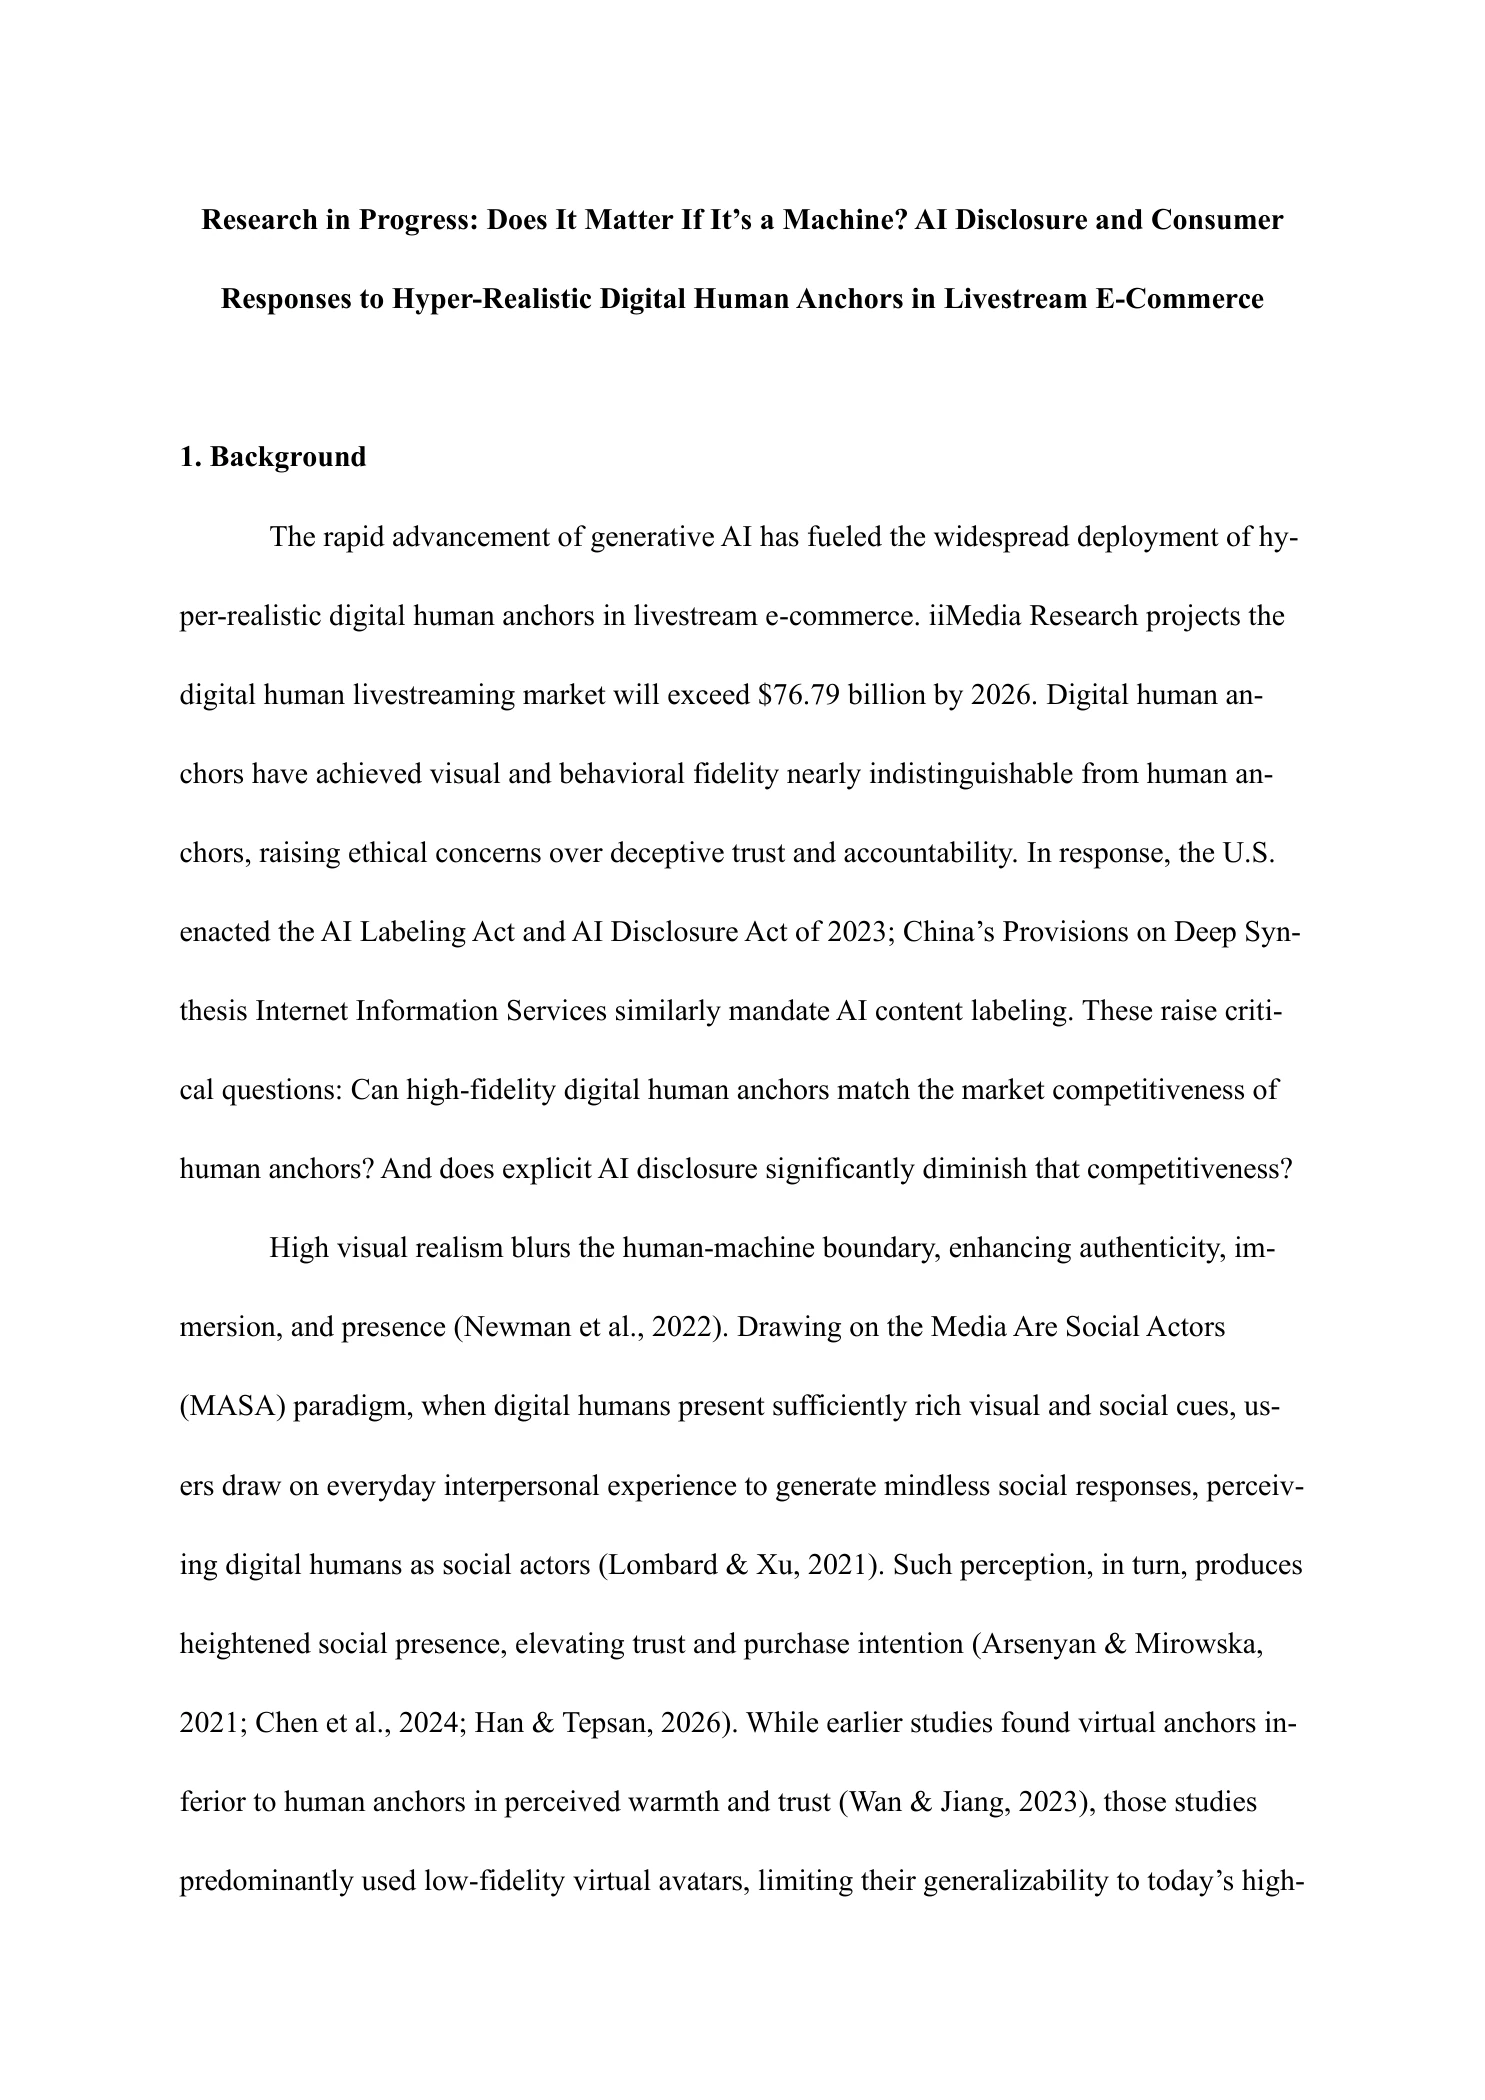 Research in Progress: Does It Matter If It’s a Machine? AI Disclosure and Consumer
Responses to Hyper-Realistic Digital Human Anchors in Livestream E-Commerce
1. Background
The rapid advancement of generative AI has fueled the widespread deployment of hy-
per-realistic digital human anchors in livestream e-commerce. iiMedia Research projects the
digital human livestreaming market will exceed $76.79 billion by 2026. Digital human an-
chors have achieved visual and behavioral fidelity nearly indistinguishable from human an-
chors, raising ethical concerns over deceptive trust and accountability. In response, the U.S.
enacted the AI Labeling Act and AI Disclosure Act of 2023; China’s Provisions on Deep Syn-
thesis Internet Information Services similarly mandate AI content labeling. These raise criti-
cal questions: Can high-fidelity digital human anchors match the market competitiveness of
human anchors? And does explicit AI disclosure significantly diminish that competitiveness?
High visual realism blurs the human-machine boundary, enhancing authenticity, im-
mersion, and presence (Newman et al., 2022). Drawing on the Media Are Social Actors
(MASA) paradigm, when digital humans present sufficiently rich visual and social cues, us-
ers draw on everyday interpersonal experience to generate mindless social responses, perceiv-
ing digital humans as social actors (Lombard & Xu, 2021). Such perception, in turn, produces
heightened social presence, elevating trust and purchase intention (Arsenyan & Mirowska,
2021; Chen et al., 2024; Han & Tepsan, 2026). While earlier studies found virtual anchors in-
ferior to human anchors in perceived warmth and trust (Wan & Jiang, 2023), those studies
predominantly used low-fidelity virtual avatars, limiting their generalizability to today’s high-